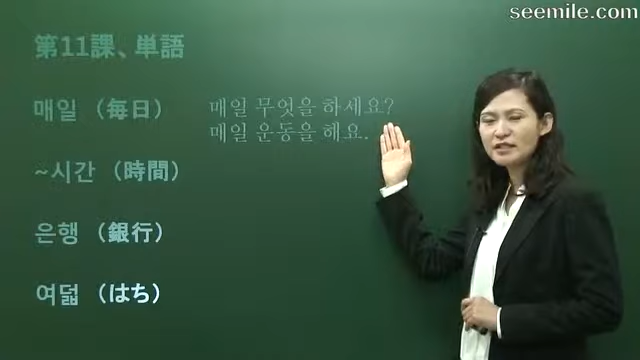 seemile.com
第11課、単語
매일 （毎日）
매일 무엇을 하세요?
매일 운동을 해요.
~시간 （時間）
은행 （銀行）
여덟 （はち）